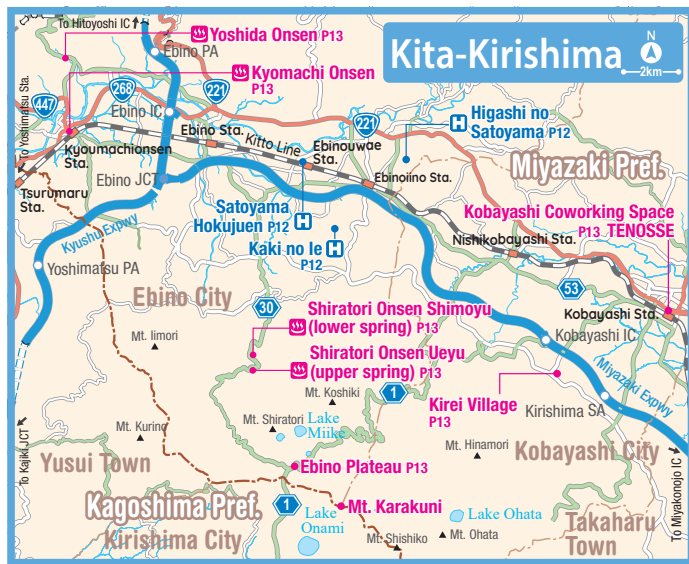 To Hitoyoshi IC
Ebino PA
Yoshida Onsen P13
Kita-Kirishima
N
2km
Kyomachi Onsen
P13
268
221
447
Ebino IC
To Yoshimatsu Sta.
Kyoumachionsen
Sta.
Ebino Sta.
Kitto Line
221
Higashi no
Satoyama P12
Ebinouwae
Sta.
Ebinoiino Sta.
Miyazaki Pref.
Ebino JCT
Tsurumaru
Sta.
Satoyama
Hokujuen P12
Kaki no Ie
P12
Kobayashi Coworking Space
P13 TENOSSE
Nishikobayashi Sta.
Kyushu Expwy
Yoshimatsu PA
Ebino City
53
30
Kobayashi Sta.
Shiratori Onsen Shimoyu
(lower spring) P13
Kobayashi IC
Mt. Iimori
Shiratori Onsen Ueyu
(upper spring) P13
Miyazaki Expwy
Mt. Koshiki
1
Kirei Village
P13
Kirishima SA
Mt. Shiratori
Lake
Miike
To Kajiki JCT
Mt. Kurino
Mt. Hinamori
Kobayashi City
Yusui Town
Ebino Plateau P13
To Miyakonojo IC
Kagoshima Pref.
1
Mt. Karakuni
Kirishima City
Lake
Onami
Lake Ohata
Takaharu
Town
Mt. Shishiko
Mt. Ohata